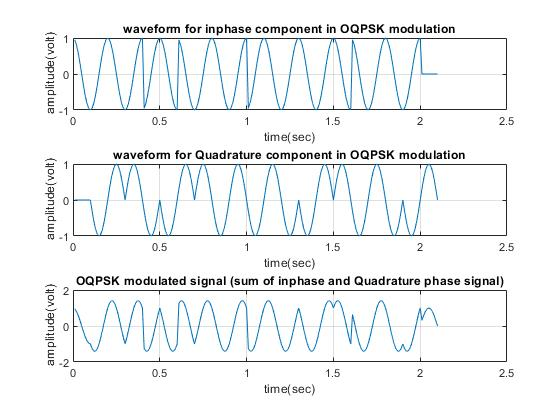 waveform for inphase component in OQPSK modulation
1
0
-1
amplitude(volt)
0 0.5 1 1.5 2 2.5
time(sec)
waveform for Quadrature component in OQPSK modulation
1
0
-1
amplitude(volt)
0 0.5 1 1.5 2 2.5
time(sec)
OQPSK modulated signal (sum of inphase and Quadrature phase signal)
2
0
-2
amplitude(volt)
0 0.5 1 1.5 2 2.5
time(sec)